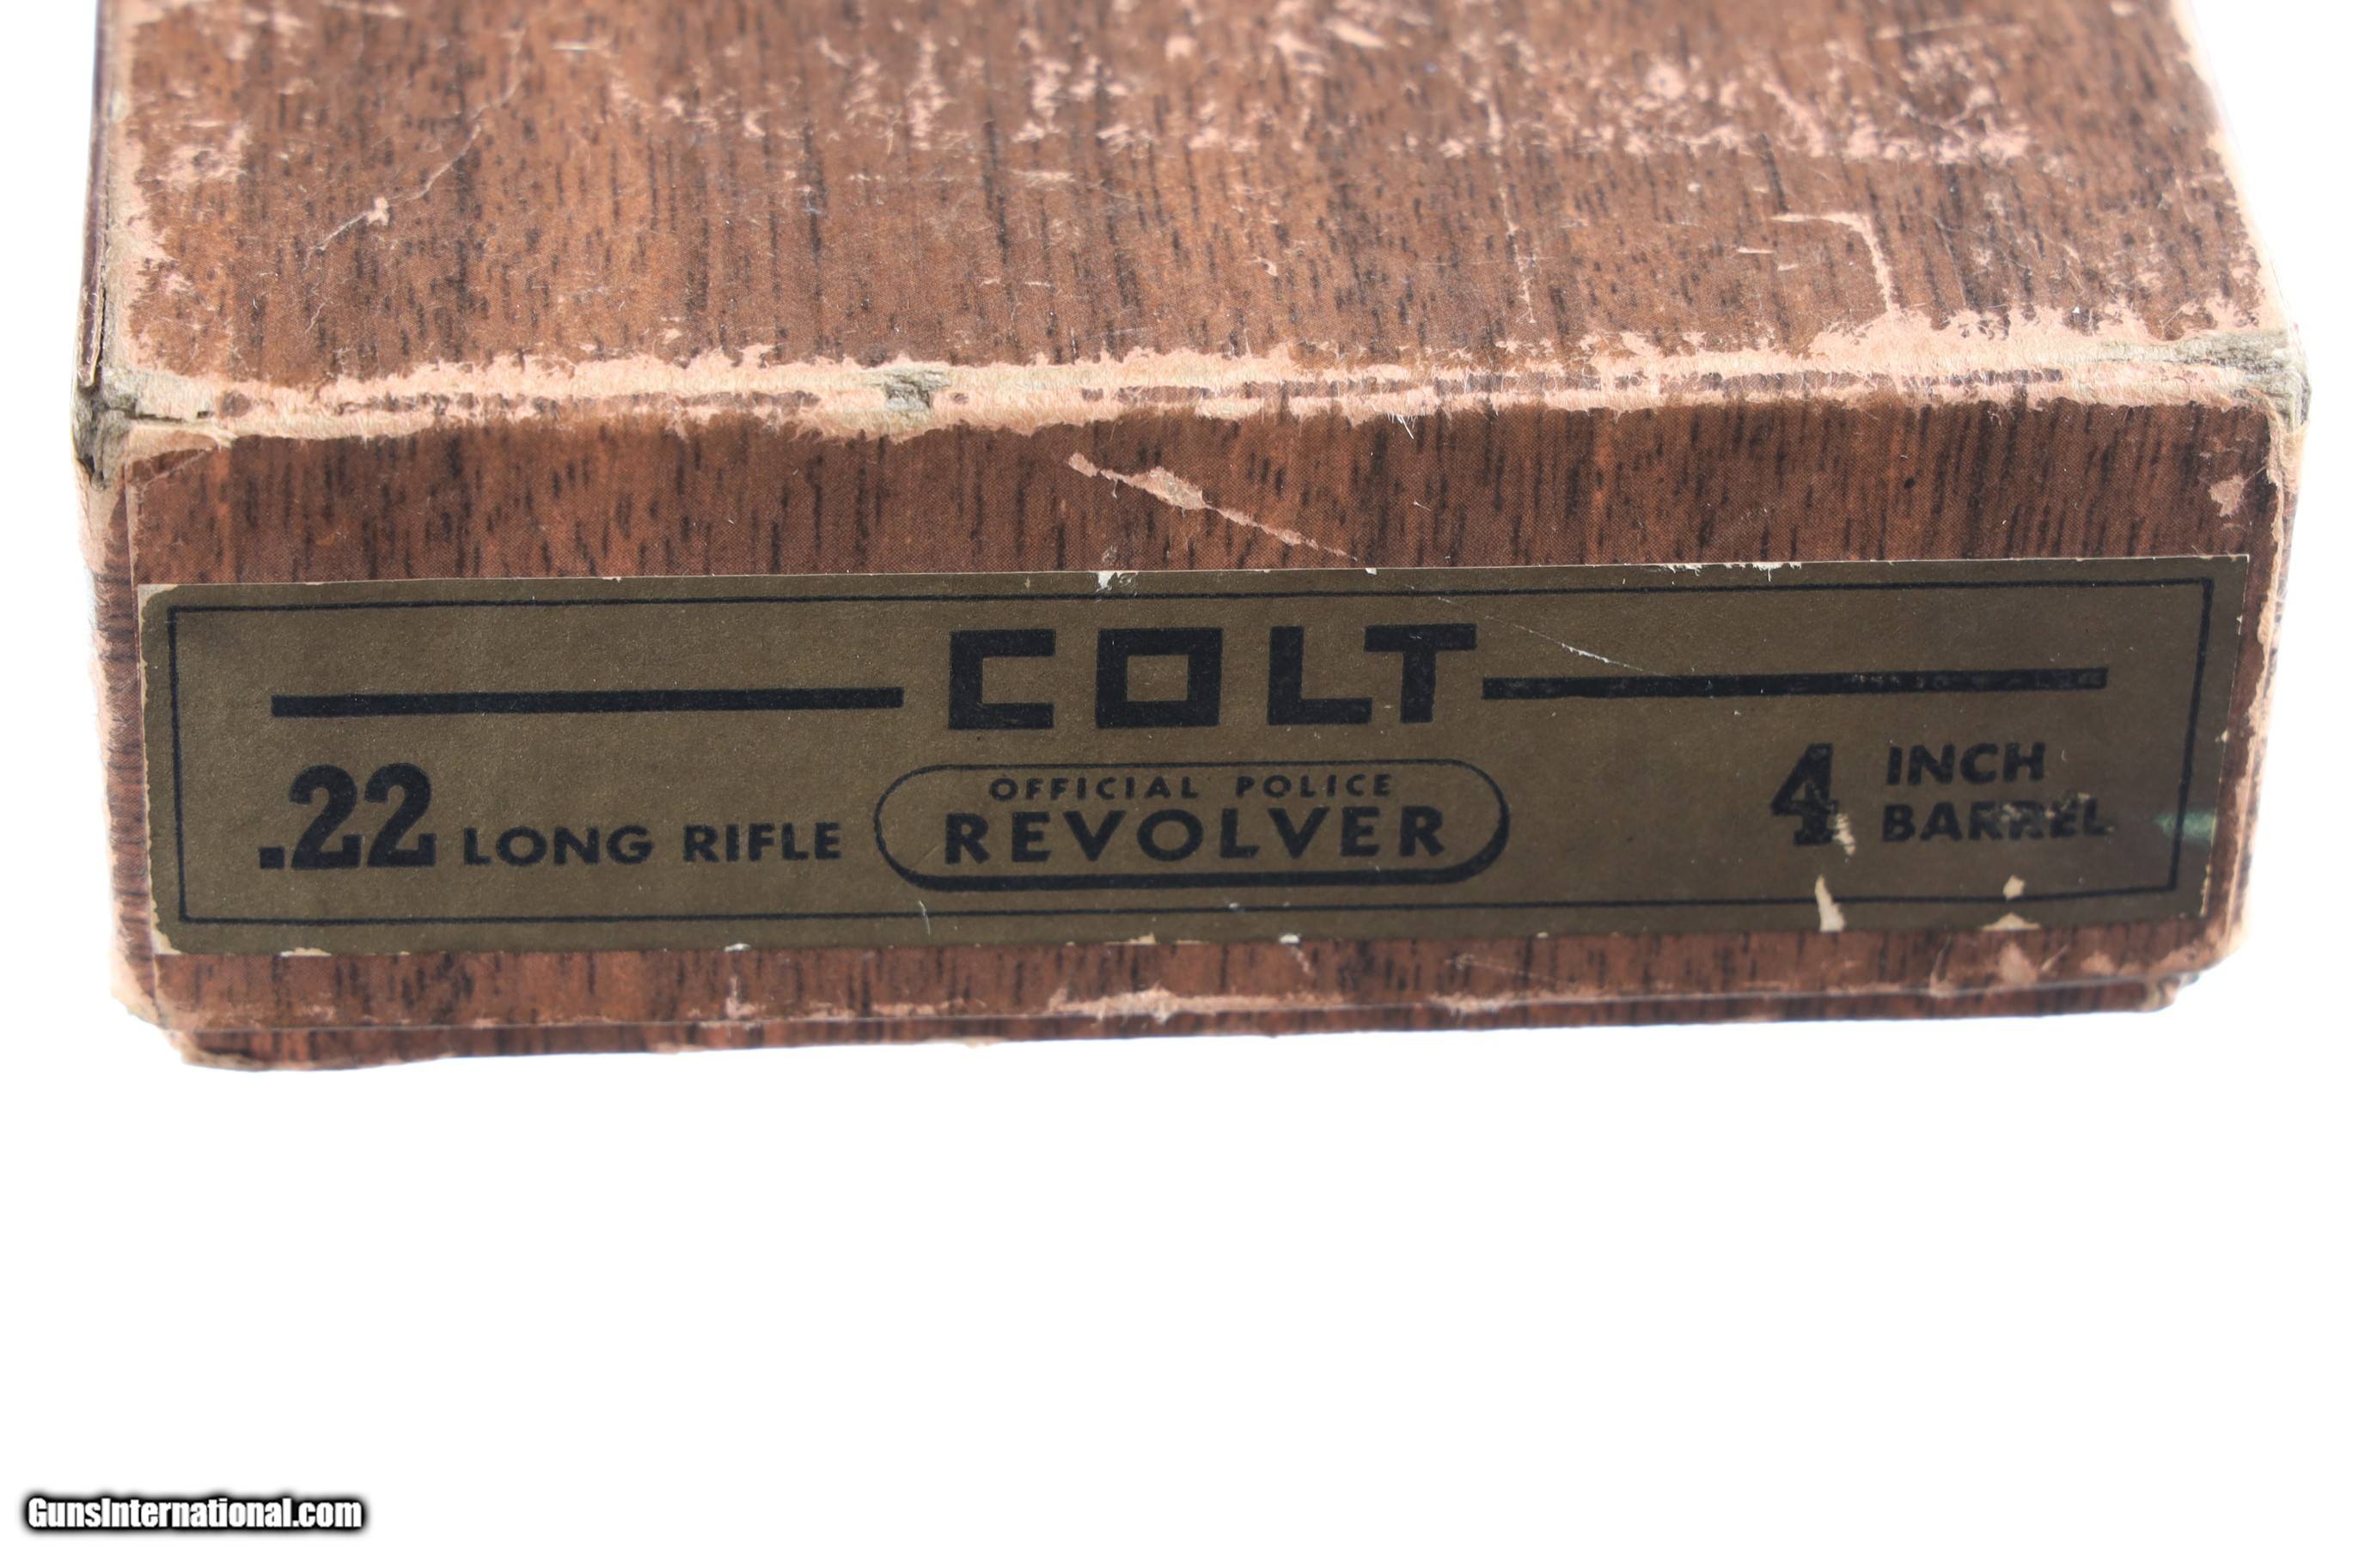 COLT
.22 LONG RIFLE
OFFICIAL POLICE
REVOLVER
4 INCH
BARREL
GunsInternational.com